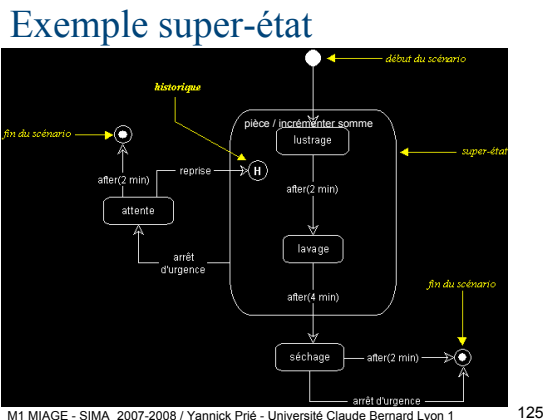 Exemple super-état
début du scénario
historique
pièce / incrémenter somme
fin du scénario
lustrage
super-état
reprise
H
after(2 min)
after(2 min)
attente
lavage
arrêt
d'urgence
fin du scénario
after(4 min)
séchage
after(2 min)
arrêt d'urgence
M1 MIAGE - SIMA 2007-2008 / Yannick Prié - Université Claude Bernard Lyon 1
125